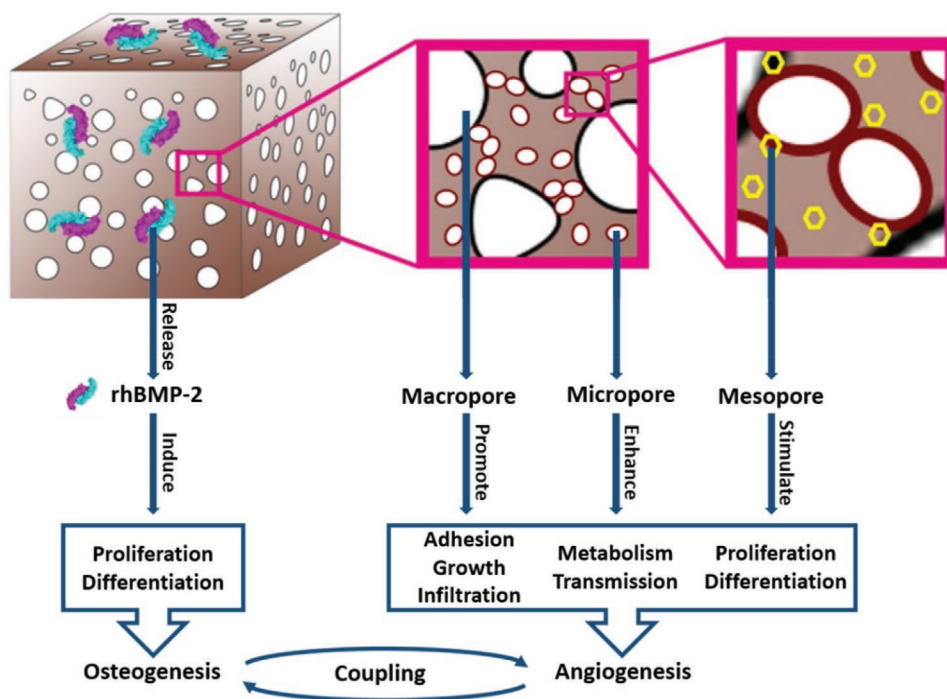 Release
rhBMP-2
Macropore
Micropore
Mesopore
Induce
Promote
Enhance
Stimulate
Proliferation
Differentiation
Adhesion
Growth
Infiltration
Metabolism
Transmission
Proliferation
Differentiation
Osteogenesis
Coupling
Angiogenesis